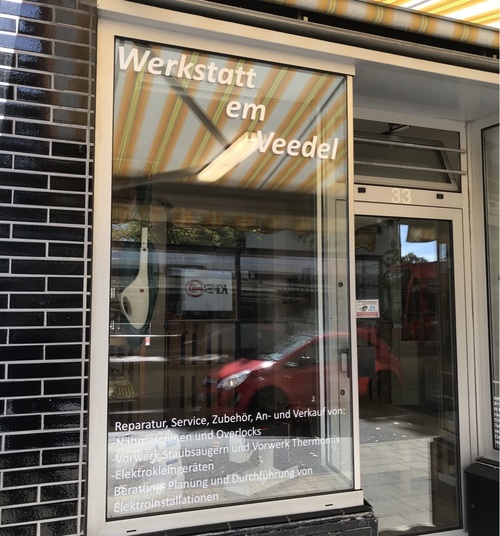 Werkstatt
em
Veedel
33
Reparatur, Service, Zubehör, An- und Verkauf von:
-Nähmaschinen und Overlocks
-Vorwerk Staubsaugern und Vorwerk Thermomix
-Elektrokleingeräten
Beratung, Planung und Durchführung von
Elektroinstallationen